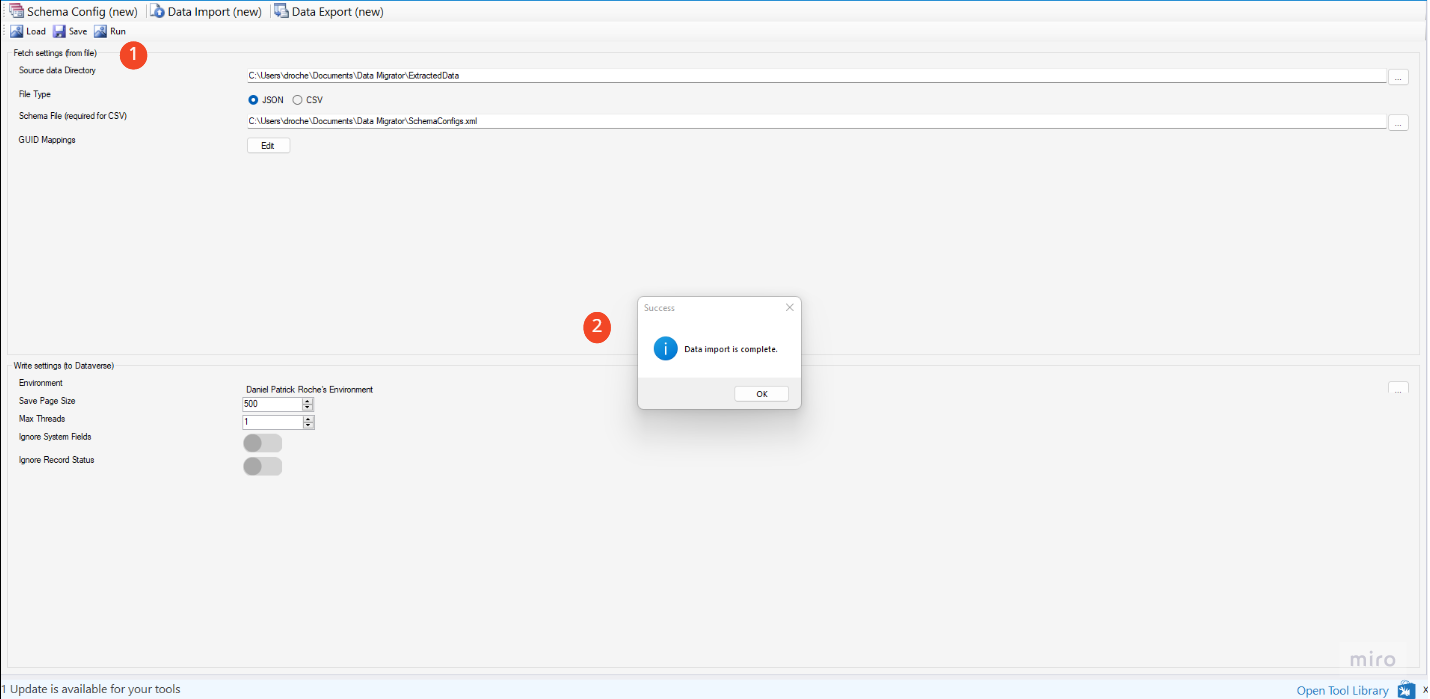 Schema Config (new) Data Import (new) Data Export (new)
Load Save Run
1
Fetch settings (from file)
Source data Directory C:\Users\droche\Documents\Data Migrator\ExtractedData ...
File Type JSON CSV
Schema File (required for CSV) C:\Users\droche\Documents\Data Migrator\SchemaConfigs.xml ...
GUID Mappings Edit
Success
2
Data import is complete.
OK
Write settings (to Dataverse)
Environment Daniel Patrick Roche's Environment ...
Save Page Size 500
Max Threads 1
Ignore System Fields
Ignore Record Status
miro
1 Update is available for your tools Open Tool Library x